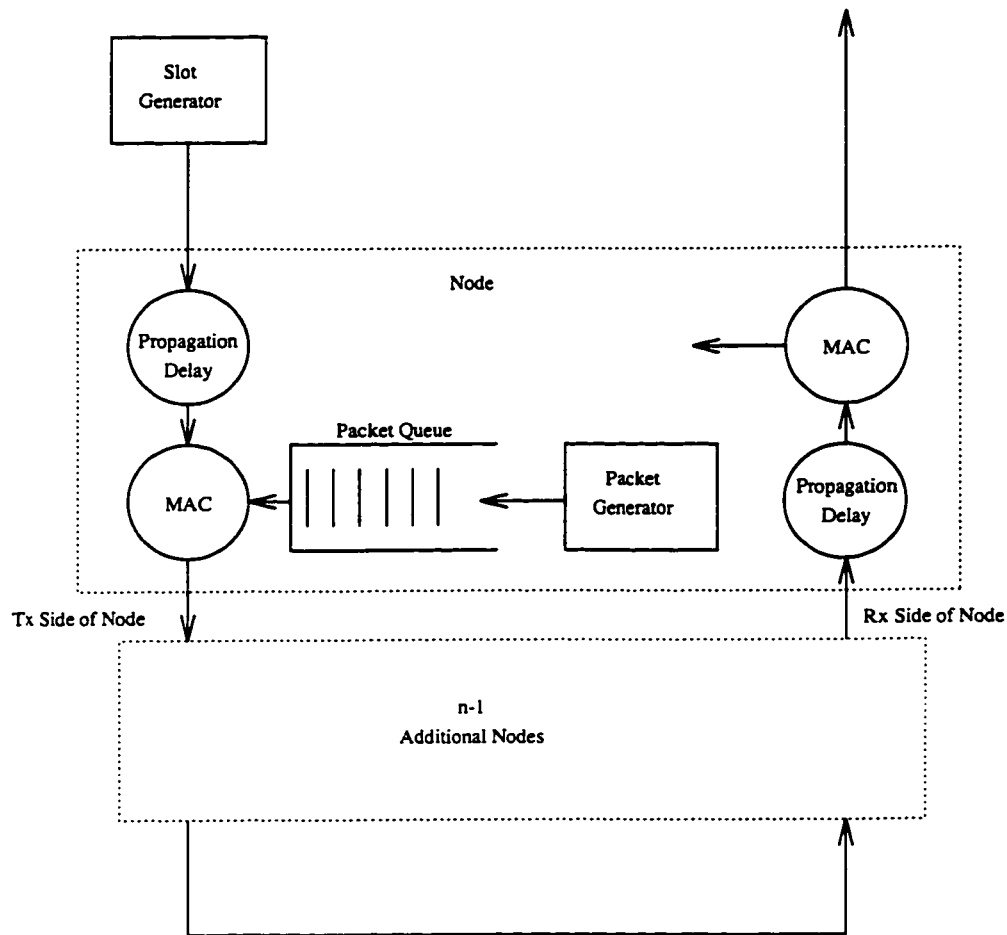 Slot
Generator
Node
Propagation
Delay
MAC
Packet Queue
MAC
Packet
Generator
Propagation
Delay
Tx Side of Node
Rx Side of Node
n-1
Additional Nodes